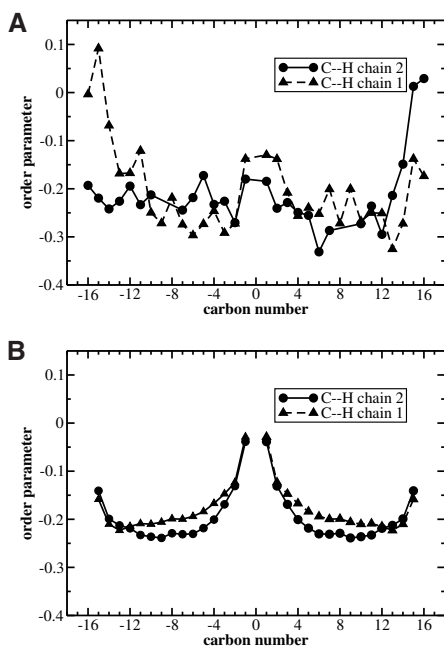 A
order parameter
0.1
0
-0.1
-0.2
-0.3
-0.4
C--H chain 2
C--H chain 1
-16 -12 -8 -4 0 4 8 12 16
carbon number
B
order parameter
0.1
0
-0.1
-0.2
-0.3
-0.4
C--H chain 2
C--H chain 1
-16 -12 -8 -4 0 4 8 12 16
carbon number